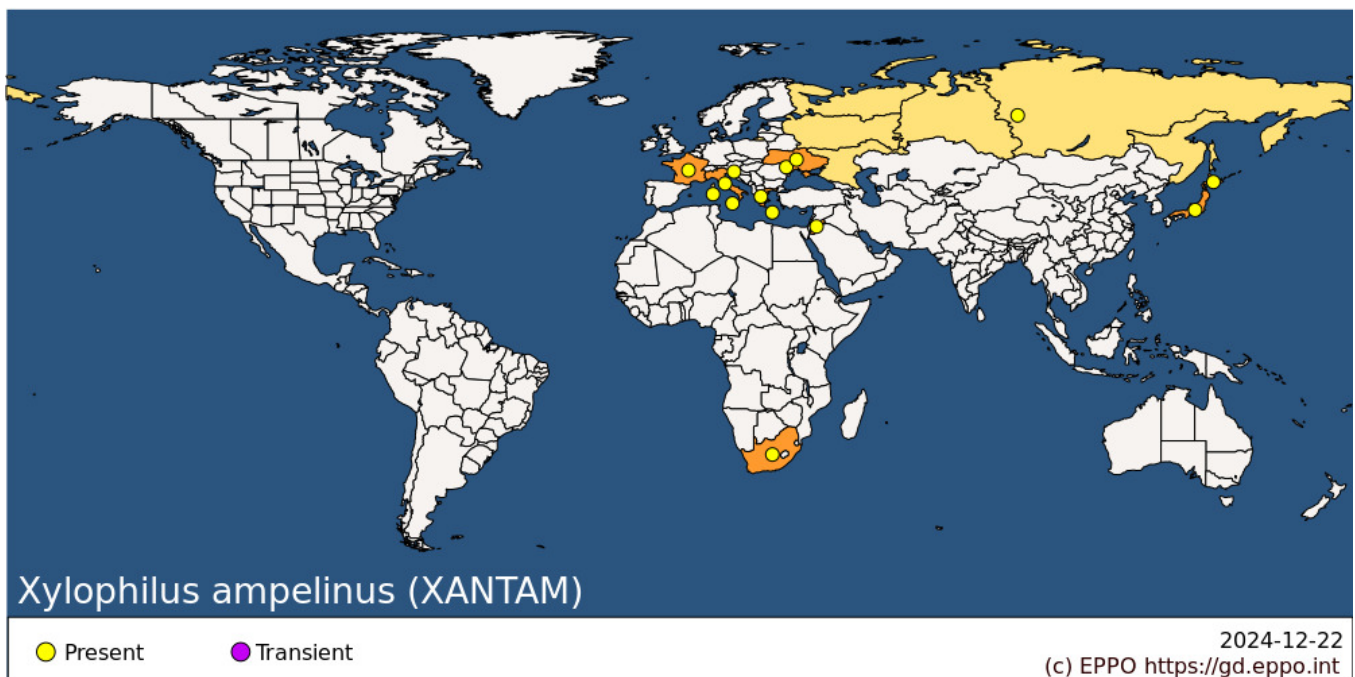 Xylophilus ampelinus (XANTAM)
Present
Transient
2024-12-22
(c) EPPO https://gd.eppo.int